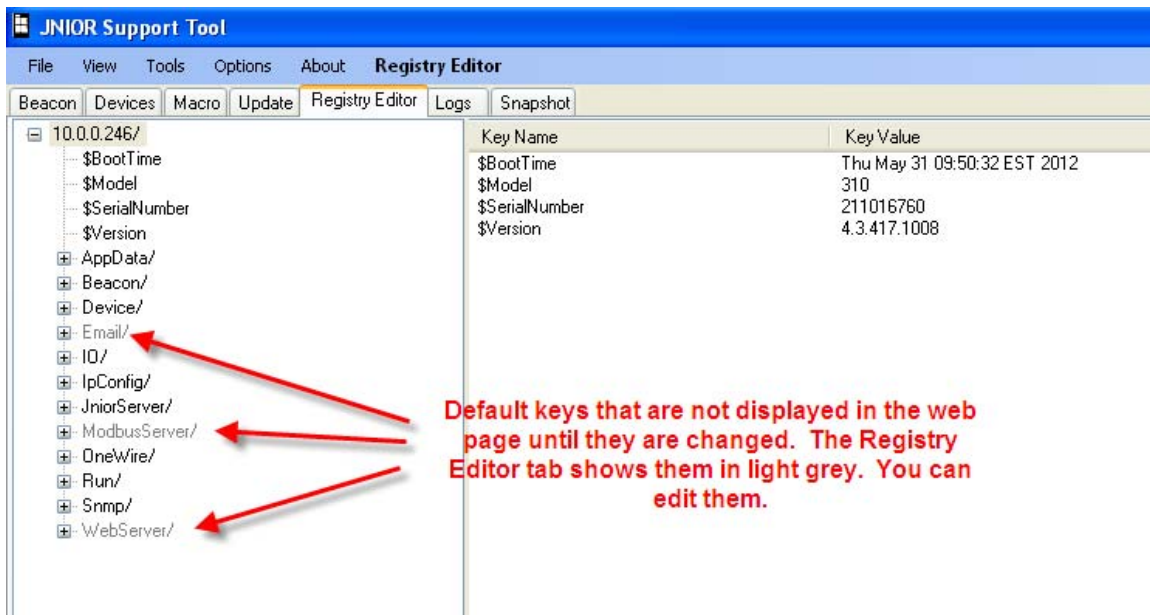 JNIOR Support Tool
File View Tools Options About Registry Editor
Beacon Devices Macro Update Registry Editor Logs Snapshot
10.0.0.246/
$BootTime
$Model
$SerialNumber
$Version
AppData/
Beacon/
Device/
Email/
IO/
IpConfig/
JniorServer/
ModbusServer/
OneWire/
Run/
Snmp/
WebServer/
Key Name Key Value
$BootTime Thu May 31 09:50:32 EST 2012
$Model 310
$SerialNumber 211016760
$Version 4.3.417.1008
Default keys that are not displayed in the web
page until they are changed. The Registry
Editor tab shows them in light grey. You can
edit them.